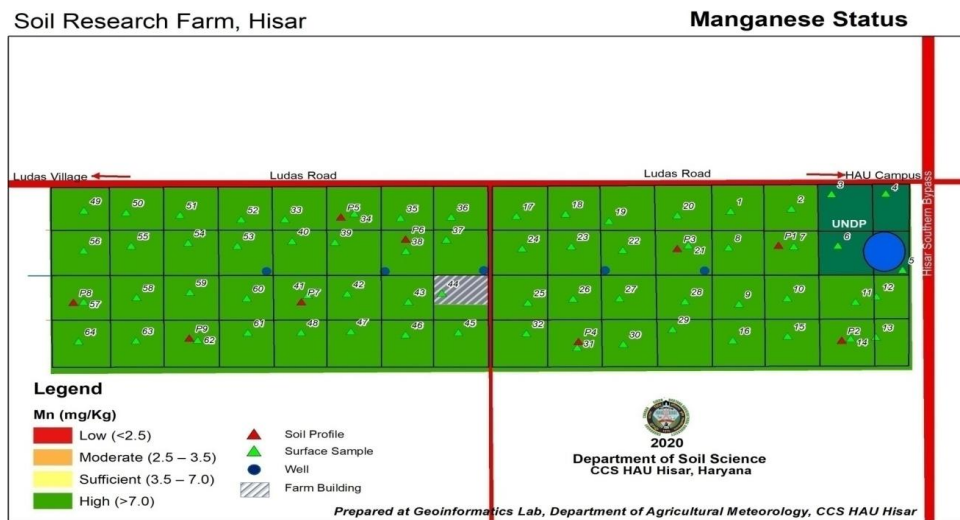 Soil Research Farm, Hisar
Manganese Status
Ludas Village
Ludas Road
Ludas Road
HAU Campus
Hisar Southern Bypass
49 50 51 52 33 P5 34 35 36 17 18 19 20 1 2 3 4
UNDP
56 55 54 53 40 39 P6 38 37 24 23 22 P3 21 8 P1 7 6 5
P8 57 58 59 60 41 P7 42 43 44 25 26 27 28 9 10 11 12
64 63 P9 62 61 48 47 46 45 32 P4 31 30 29 16 15 P2 14 13
Legend
Mn (mg/Kg)
Low (<2.5)
Moderate (2.5 – 3.5)
Sufficient (3.5 – 7.0)
High (>7.0)
Soil Profile
Surface Sample
Well
Farm Building
2020
Department of Soil Science
CCS HAU Hisar, Haryana
Prepared at Geoinformatics Lab, Department of Agricultural Meteorology, CCS HAU Hisar